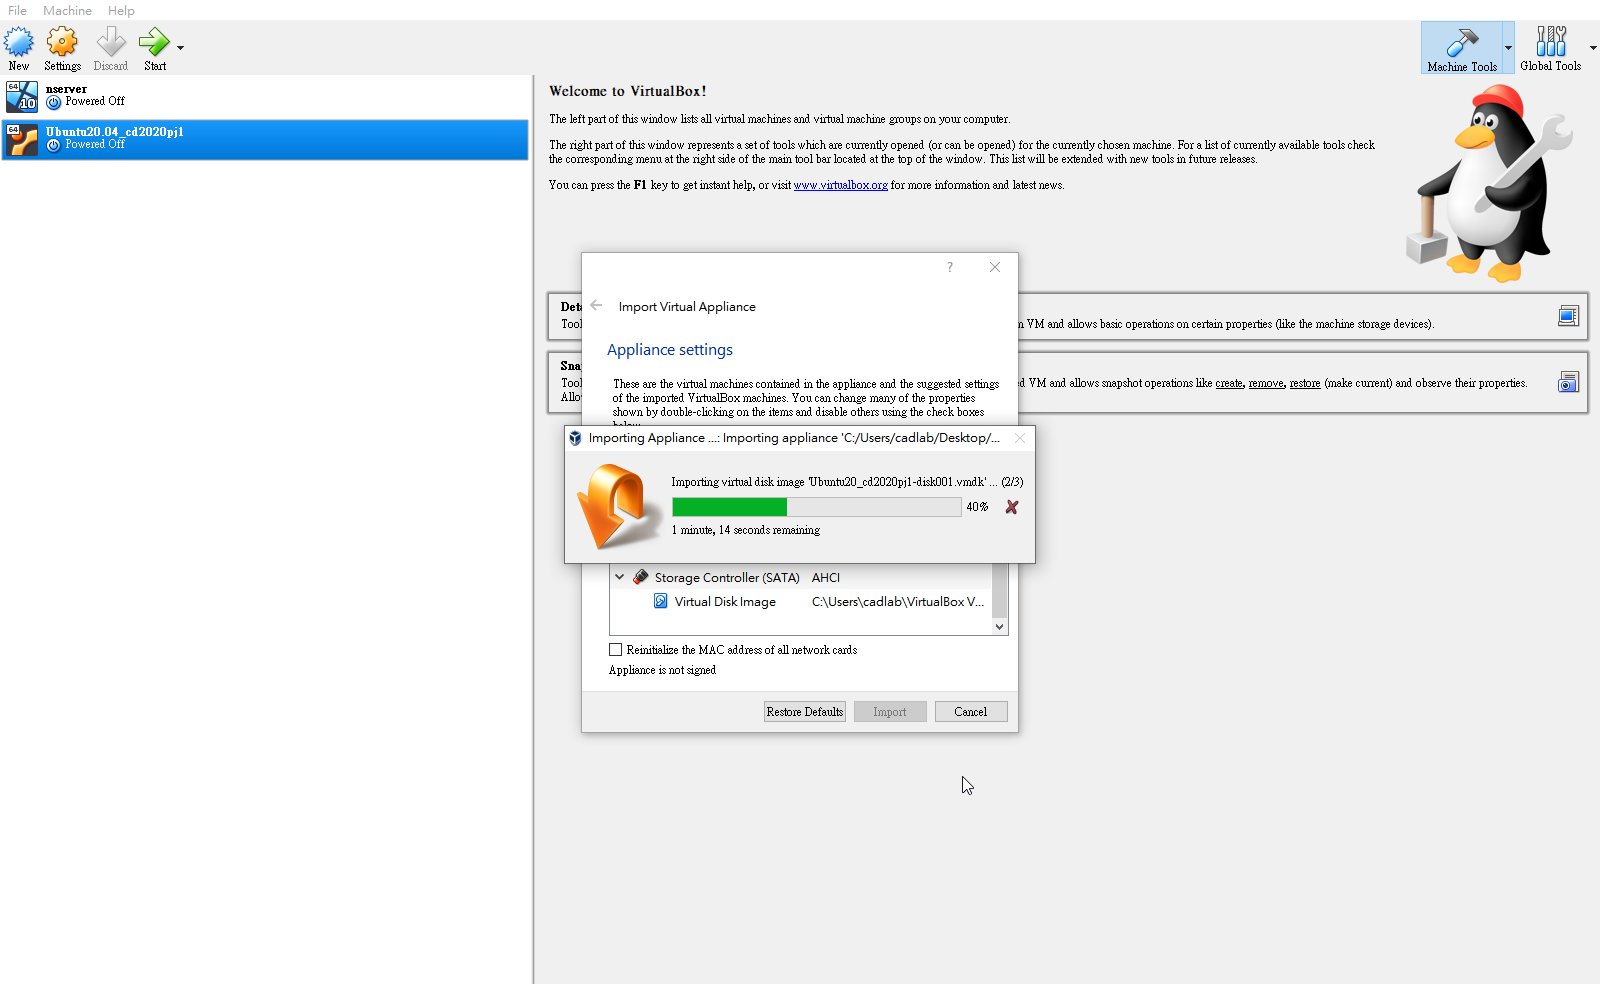 File Machine Help
New Settings Discard Start
Machine Tools Global Tools
64
10
nserver
Powered Off
64
Ubuntu20.04_cd2020pj1
Powered Off
Welcome to VirtualBox!
The left part of this window lists all virtual machines and virtual machine groups on your computer.
The right part of this window represents a set of tools which are currently opened (or can be opened) for the currently chosen machine. For a list of currently available tools check
the corresponding menu at the right side of the main tool bar located at the top of the window. This list will be extended with new tools in future releases.
You can press the F1 key to get instant help, or visit www.virtualbox.org for more information and latest news.
VM and allows basic operations on certain properties (like the machine storage devices).
VM and allows snapshot operations like create, remove, restore (make current) and observe their properties.
?
Import Virtual Appliance
Appliance settings
These are the virtual machines contained in the appliance and the suggested settings
of the imported VirtualBox machines. You can change many of the properties
shown by double-clicking on the items and disable others using the check boxes
Importing Appliance ...: Importing appliance 'C:/Users/cadlab/Desktop/...
Importing virtual disk image 'Ubuntu20_cd2020pj1-disk001.vmdk' ... (2/3)
40%
1 minute, 14 seconds remaining
Storage Controller (SATA) AHCI
Virtual Disk Image C:\Users\cadlab\VirtualBox V...
Reinitialize the MAC address of all network cards
Appliance is not signed
Restore Defaults Import Cancel